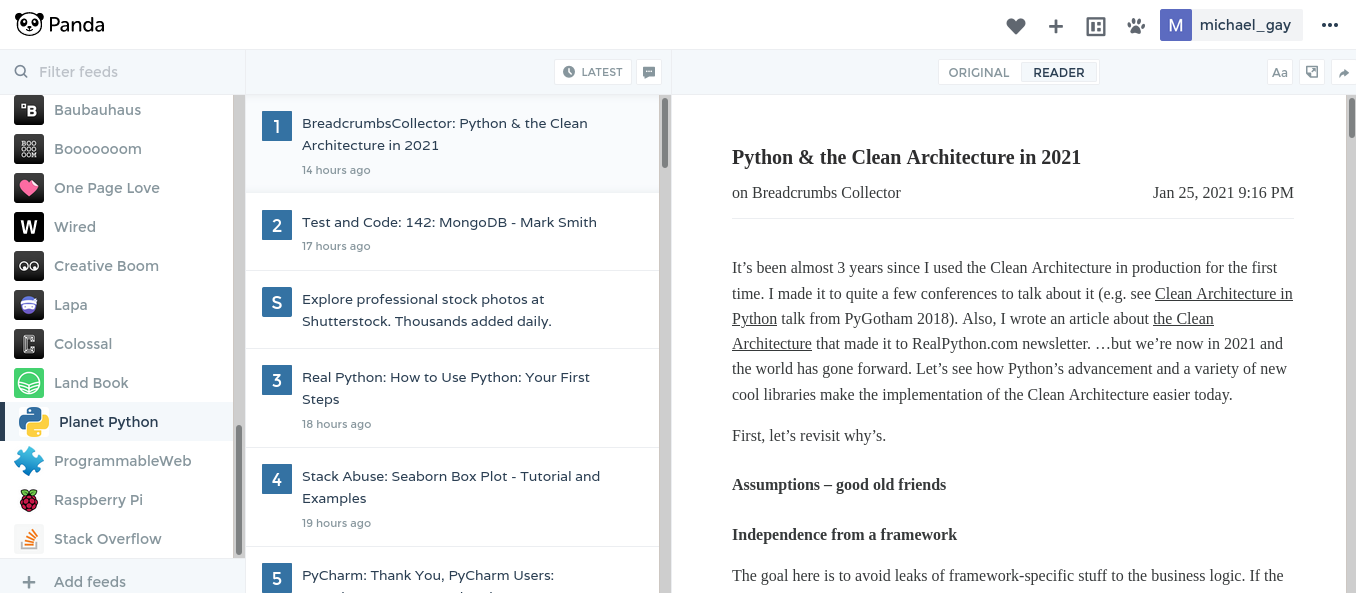 Panda
M michael_gay
Filter feeds
LATEST
ORIGINAL READER
Aa
B Baubauhaus
BOO OOO OOM Booooooom
One Page Love
W Wired
Creative Boom
Lapa
C Colossal
Land Book
Planet Python
ProgrammableWeb
Raspberry Pi
Stack Overflow
Add feeds
1 BreadcrumbsCollector: Python & the Clean
Architecture in 2021
14 hours ago
2 Test and Code: 142: MongoDB - Mark Smith
17 hours ago
S Explore professional stock photos at
Shutterstock. Thousands added daily.
3 Real Python: How to Use Python: Your First
Steps
18 hours ago
4 Stack Abuse: Seaborn Box Plot - Tutorial and
Examples
19 hours ago
5 PyCharm: Thank You, PyCharm Users:
Python & the Clean Architecture in 2021
on Breadcrumbs Collector Jan 25, 2021 9:16 PM
It’s been almost 3 years since I used the Clean Architecture in production for the first
time. I made it to quite a few conferences to talk about it (e.g. see Clean Architecture in
Python talk from PyGotham 2018). Also, I wrote an article about the Clean
Architecture that made it to RealPython.com newsletter. …but we’re now in 2021 and
the world has gone forward. Let’s see how Python’s advancement and a variety of new
cool libraries make the implementation of the Clean Architecture easier today.
First, let’s revisit why’s.
Assumptions – good old friends
Independence from a framework
The goal here is to avoid leaks of framework-specific stuff to the business logic. If the